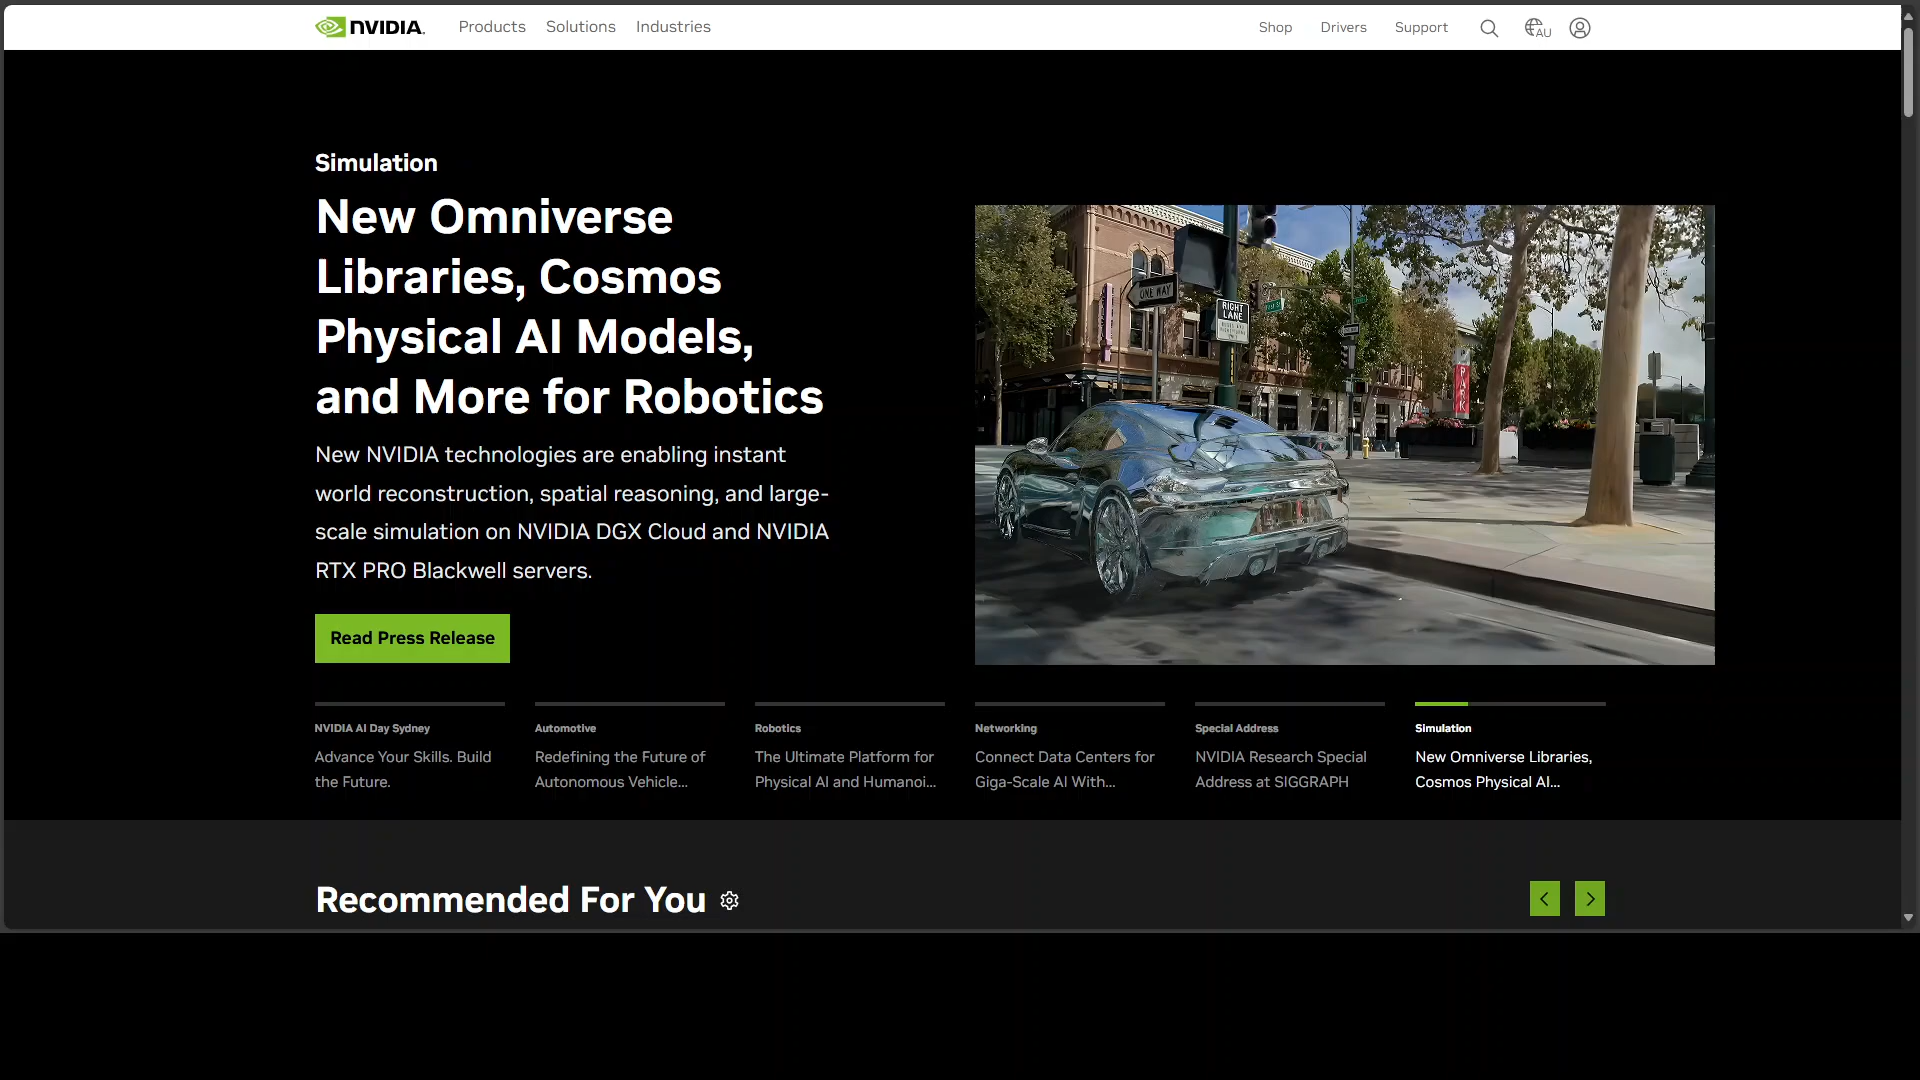 NVIDIA.
Products
Solutions
Industries
Shop
Drivers
Support
AU
Simulation
New Omniverse
Libraries, Cosmos
Physical AI Models,
and More for Robotics
New NVIDIA technologies are enabling instant
world reconstruction, spatial reasoning, and large-
scale simulation on NVIDIA DGX Cloud and NVIDIA
RTX PRO Blackwell servers.
Read Press Release
ONE WAY
RIGHT
LANE
PARK
NVIDIA AI Day Sydney
Advance Your Skills. Build
the Future.
Automotive
Redefining the Future of
Autonomous Vehicle...
Robotics
The Ultimate Platform for
Physical AI and Humanoi...
Networking
Connect Data Centers for
Giga-Scale AI With...
Special Address
NVIDIA Research Special
Address at SIGGRAPH
Simulation
New Omniverse Libraries,
Cosmos Physical AI...
Recommended For You